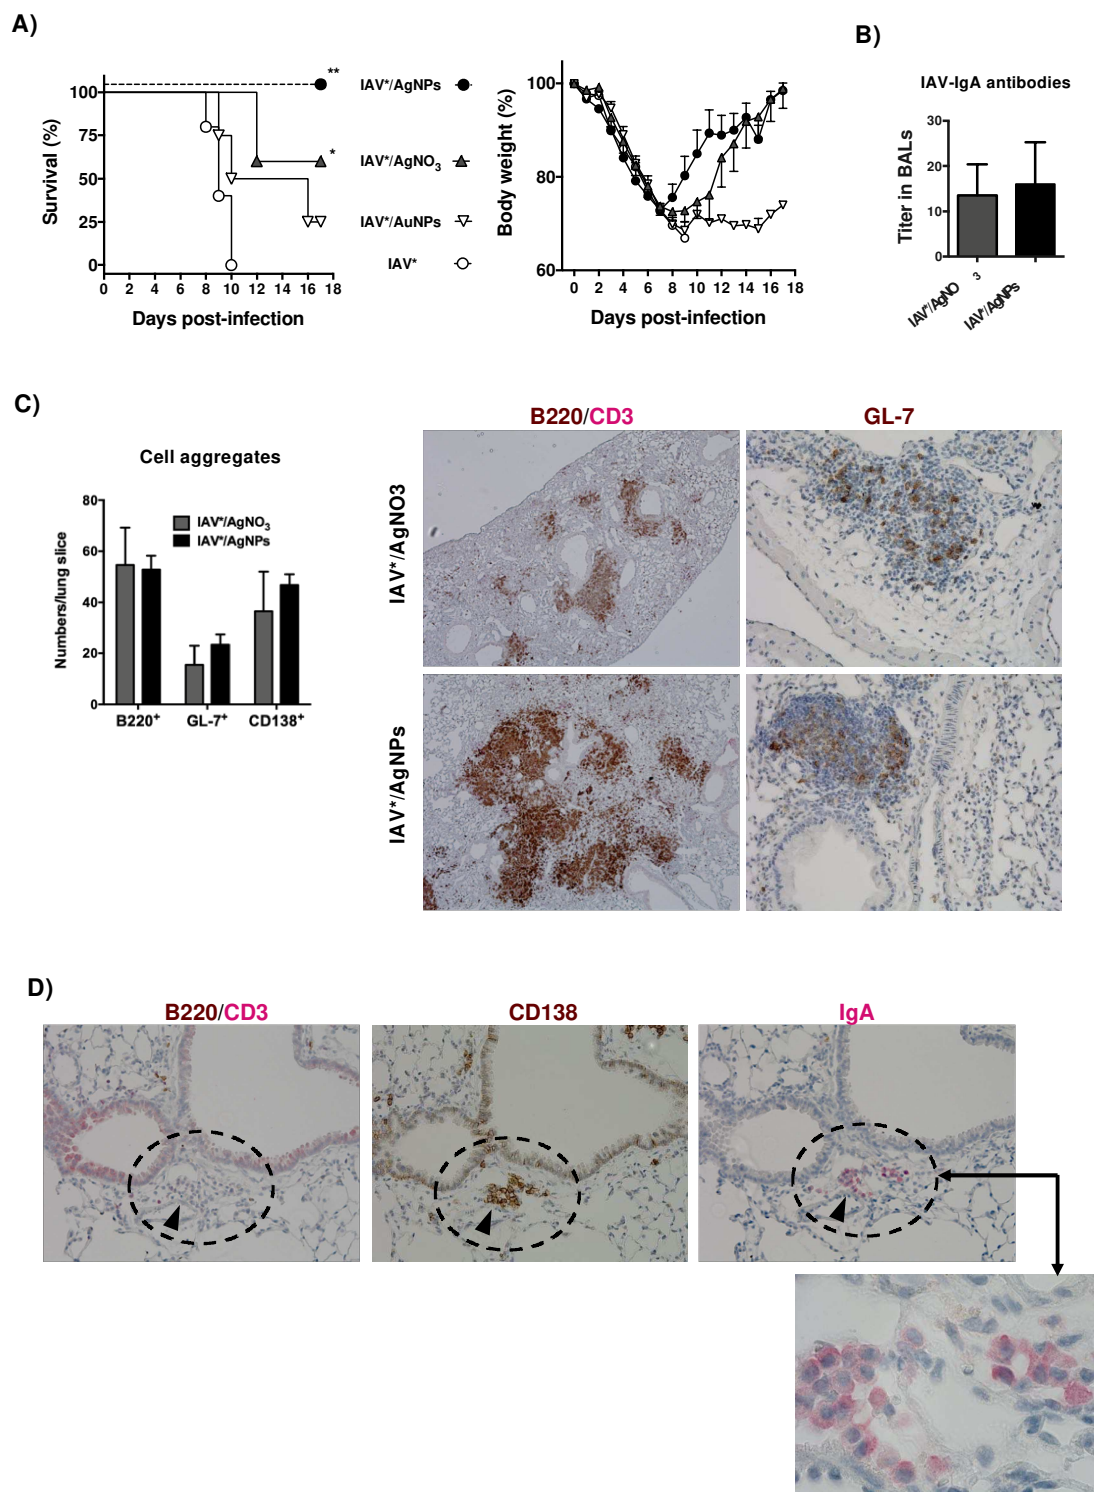 A)
Survival (%)
100
75
50
25
0
0 2 4 6 8 10 12 14 16 18
Days post-infection
**
*
IAV*/AgNPs
IAV*/AgNO3
IAV*/AuNPs
IAV*
Body weight (%)
100
80
60
0 2 4 6 8 10 12 14 16 18
Days post-infection
B)
IAV-IgA antibodies
Titer in BALs
30
20
10
0
IAV*/AgNO3
IAV*/AgNPs
C)
Cell aggregates
Numbers/lung slice
80
60
40
20
0
IAV*/AgNO3
IAV*/AgNPs
B220+ GL-7+ CD138+
B220/CD3
GL-7
IAV*/AgNO3
IAV*/AgNPs
D)
B220/CD3
CD138
IgA